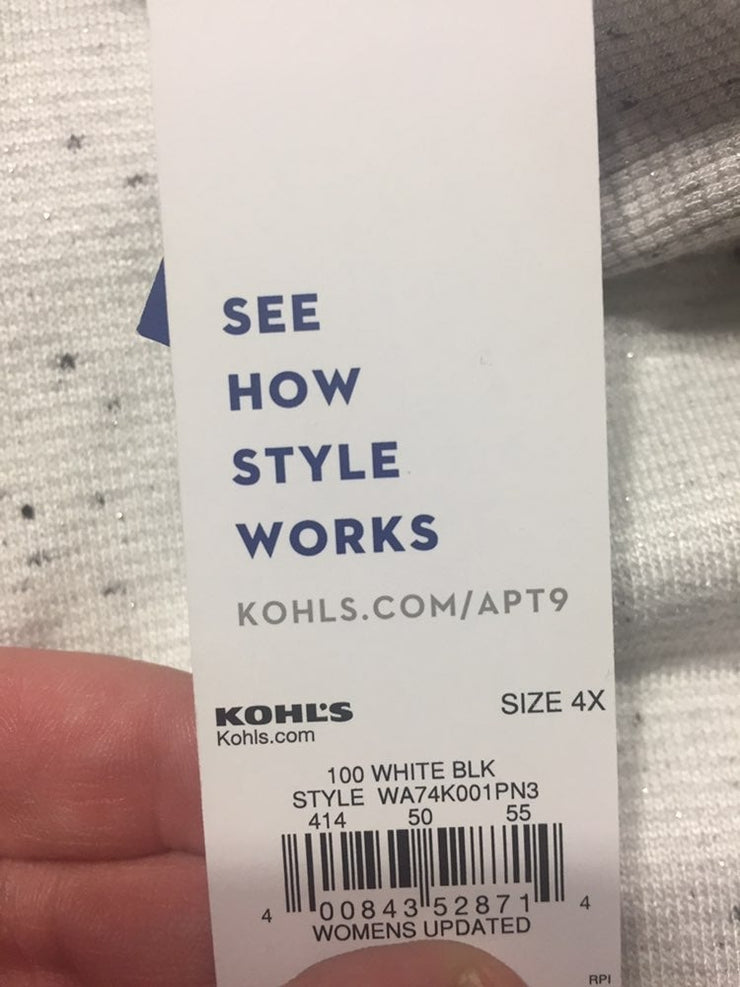 SEE
HOW
STYLE
WORKS
KOHLS.COM/APT9
KOHL'S
Kohls.com
SIZE 4X
100 WHITE BLK
STYLE WA74K001PN3
414 50 55
4 00843 52871 4
WOMENS UPDATED
RPI